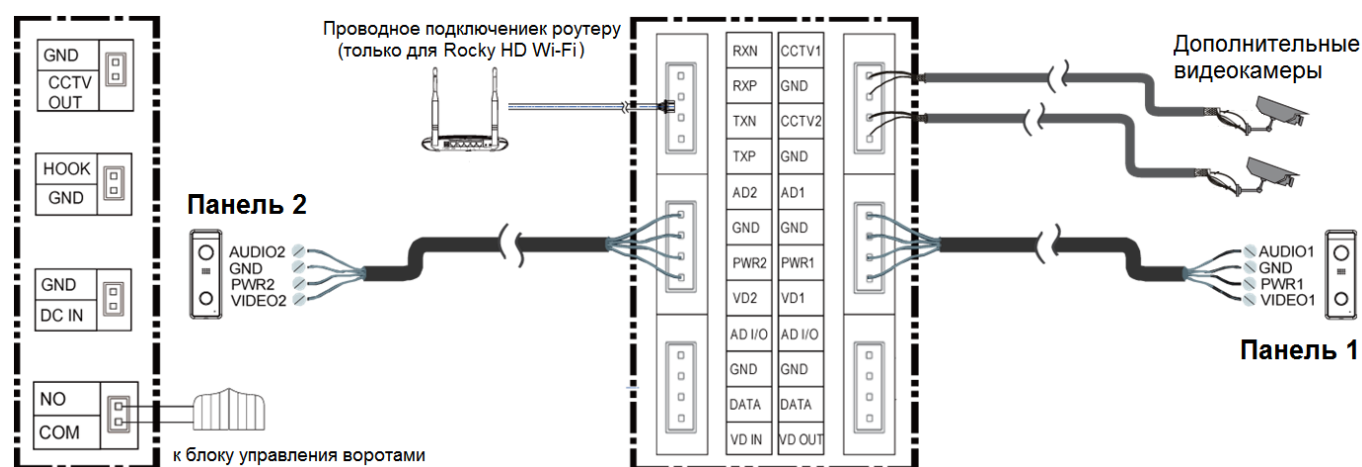 GND
CCTV
OUT
HOOK
GND
GND
DC IN
NO
COM
к блоку управления воротами
Панель 2
AUDIO2
GND
PWR2
VIDEO2
Проводное подключениек роутеру
(только для Rocky HD Wi-Fi)
RXN CCTV1
RXP GND
TXN CCTV2
TXP GND
AD2 AD1
GND GND
PWR2 PWR1
VD2 VD1
AD I/O AD I/O
GND GND
DATA DATA
VD IN VD OUT
Дополнительные
видеокамеры
AUDIO1
GND
PWR1
VIDEO1
Панель 1